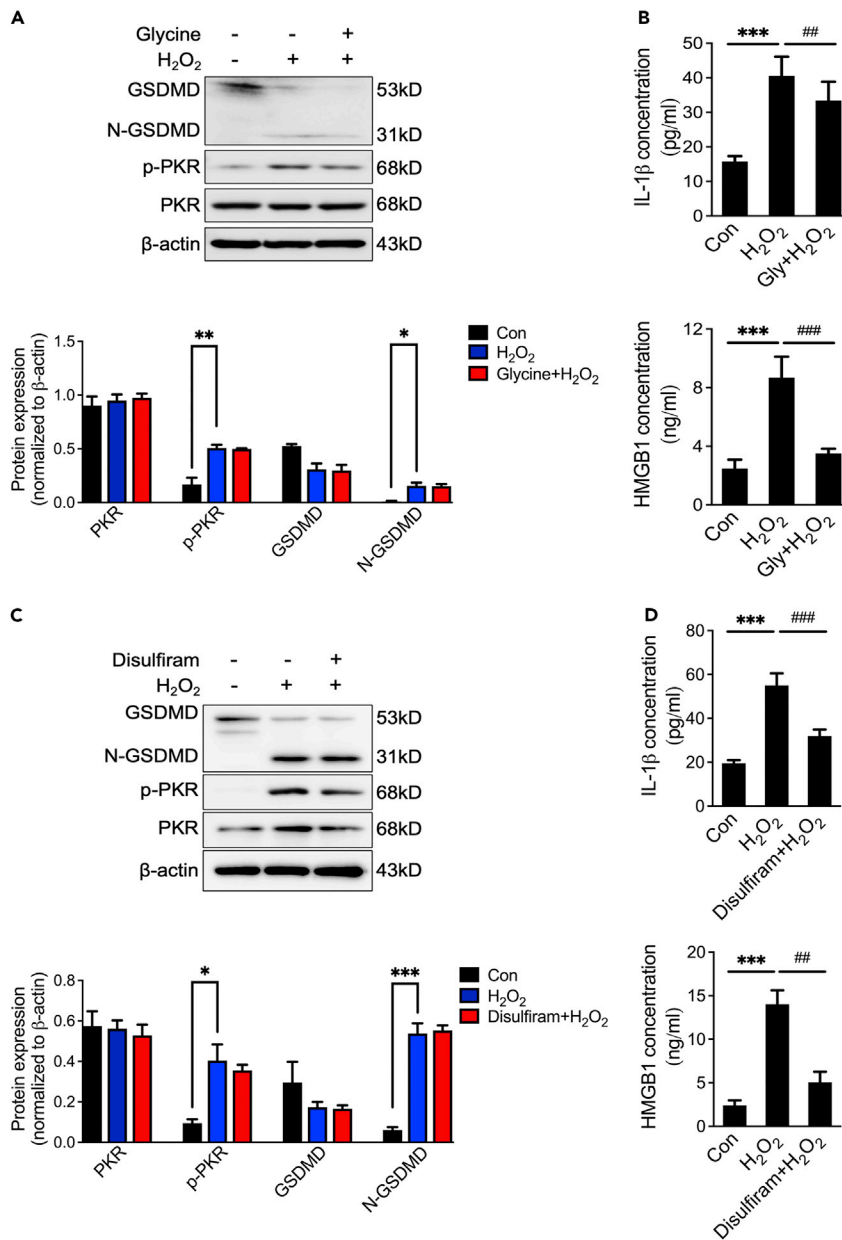 A
Glycine - - +
H₂O₂ - + +
GSDMD 53kD
N-GSDMD 31kD
p-PKR 68kD
PKR 68kD
β-actin 43kD
Protein expression
(normalized to β-actin)
1.5
1.0
0.5
0.0
** *
PKR
p-PKR
GSDMD
N-GSDMD
Con
H₂O₂
Glycine+H₂O₂
B
*** ##
IL-1β concentration
(pg/ml)
50
40
30
20
10
0
Con
H₂O₂
Gly+H₂O₂
*** ###
HMGB1 concentration
(ng/ml)
12
8
4
0
Con
H₂O₂
Gly+H₂O₂
C
Disulfiram - - +
H₂O₂ - + +
GSDMD 53kD
N-GSDMD 31kD
p-PKR 68kD
PKR 68kD
β-actin 43kD
Protein expression
(normalized to β-actin)
0.8
0.6
0.4
0.2
0.0
* ***
PKR
p-PKR
GSDMD
N-GSDMD
Con
H₂O₂
Disulfiram+H₂O₂
D
*** ###
IL-1β concentration
(pg/ml)
80
60
40
20
0
Con
H₂O₂
Disulfiram+H₂O₂
*** ##
HMGB1 concentration
(ng/ml)
20
15
10
5
0
Con
H₂O₂
Disulfiram+H₂O₂